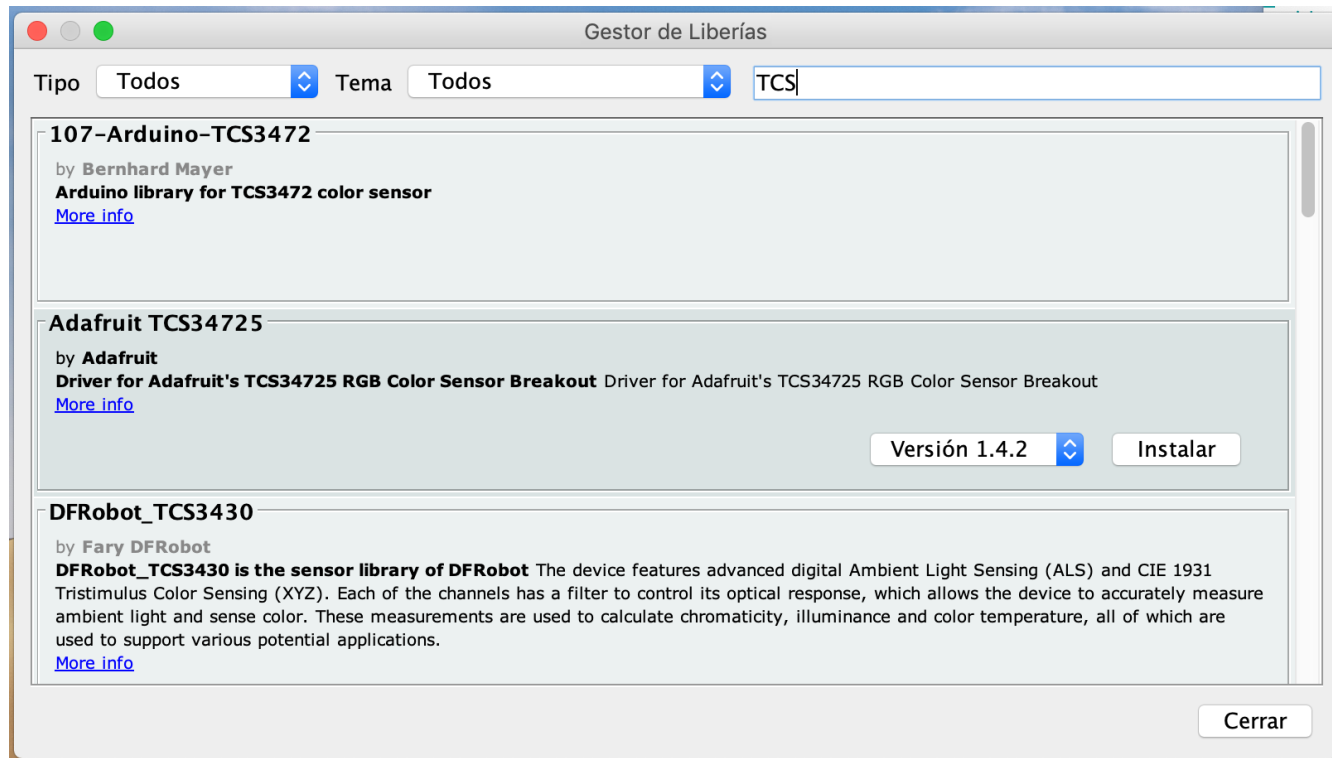 Gestor de Liberías
Tipo Todos Tema Todos TCS
107-Arduino-TCS3472
by Bernhard Mayer
Arduino library for TCS3472 color sensor
More info
Adafruit TCS34725
by Adafruit
Driver for Adafruit's TCS34725 RGB Color Sensor Breakout Driver for Adafruit's TCS34725 RGB Color Sensor Breakout
More info
Versión 1.4.2 Instalar
DFRobot_TCS3430
by Fary DFRobot
DFRobot_TCS3430 is the sensor library of DFRobot The device features advanced digital Ambient Light Sensing (ALS) and CIE 1931
Tristimulus Color Sensing (XYZ). Each of the channels has a filter to control its optical response, which allows the device to accurately measure
ambient light and sense color. These measurements are used to calculate chromaticity, illuminance and color temperature, all of which are
used to support various potential applications.
More info
Cerrar